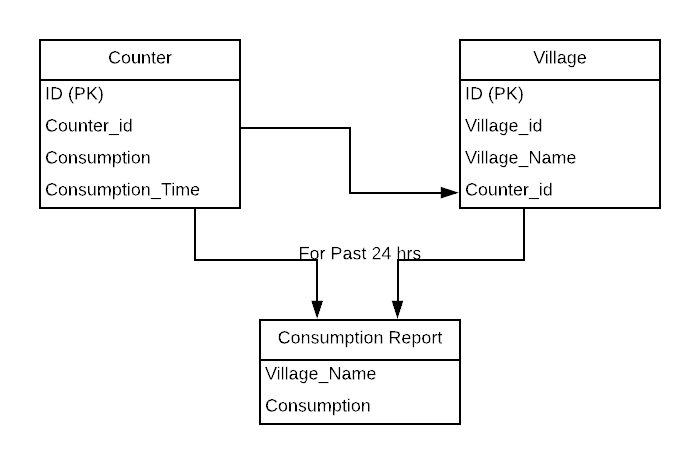 Counter
ID (PK)
Counter_id
Consumption
Consumption_Time
Village
ID (PK)
Village_id
Village_Name
Counter_id
For Past 24 hrs
Consumption Report
Village_Name
Consumption